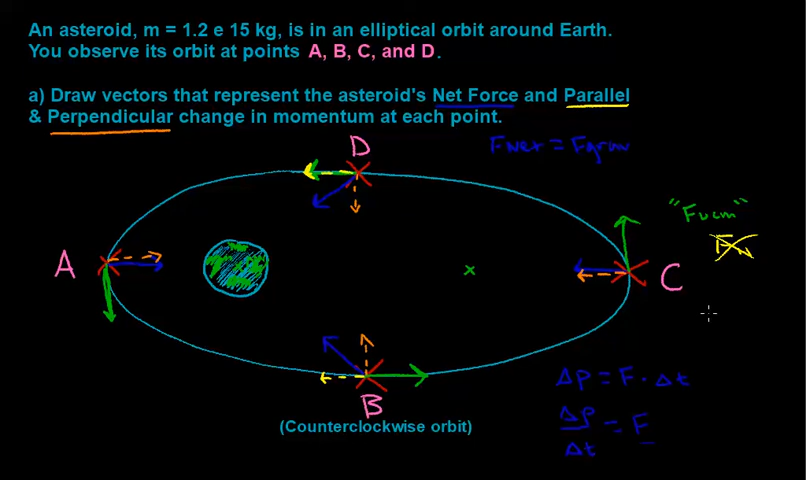 An asteroid, m = 1.2 e 15 kg, is in an elliptical orbit around Earth.
You observe its orbit at points A, B, C, and D.
a) Draw vectors that represent the asteroid's Net Force and Parallel
& Perpendicular change in momentum at each point.
D
FNet = Fgrav
"Fucm"
A
C
Δp = F · Δt
Δp/Δt = F
B
(Counterclockwise orbit)